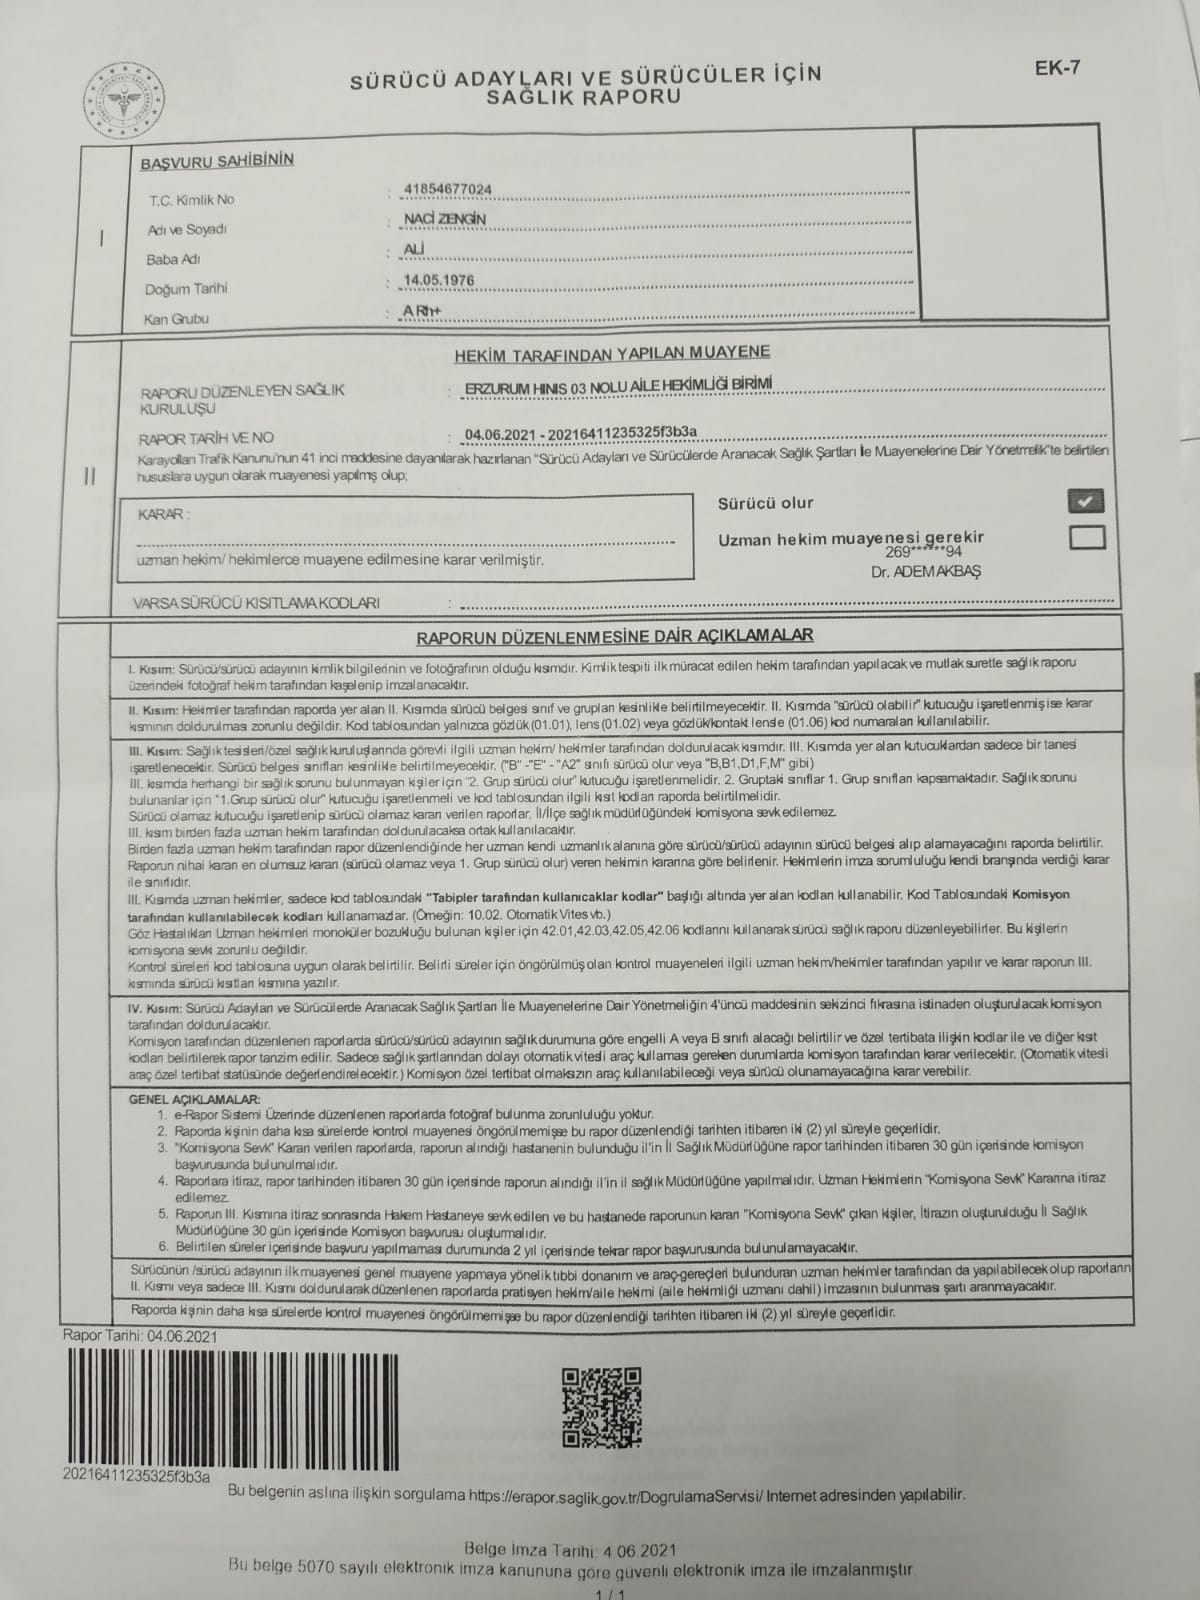 SÜRÜCÜ ADAYLARI VE SÜRÜCÜLER İÇİN
SAĞLIK RAPORU
EK-7
I
BAŞVURU SAHİBİNİN
T.C. Kimlik No : 41854677024
Adı ve Soyadı : NACİ ZENGİN
Baba Adı : ALİ
Doğum Tarihi : 14.05.1976
Kan Grubu : A Rh+
II
HEKİM TARAFINDAN YAPILAN MUAYENE
RAPORU DÜZENLEYEN SAĞLIK
KURULUŞU : ERZURUM HINIS 03 NOLU AİLE HEKİMLİĞİ BİRİMİ
RAPOR TARİH VE NO : 04.06.2021 - 20216411235325f3b3a
Karayolları Trafik Kanunu'nun 41 inci maddesine dayanılarak hazırlanan "Sürücü Adayları ve Sürücülerde Aranacak Sağlık Şartları İle Muayenelerine Dair Yönetmelik"te belirtilen
hususlara uygun olarak muayenesi yapılmış olup;
KARAR :
uzman hekim/ hekimlerce muayene edilmesine karar verilmiştir.
Sürücü olur
Uzman hekim muayenesi gerekir
269******94
Dr. ADEM AKBAŞ
VARSA SÜRÜCÜ KISITLAMA KODLARI :
RAPORUN DÜZENLENMESİNE DAİR AÇIKLAMALAR
I. Kısım: Sürücü/sürücü adayının kimlik bilgilerinin ve fotoğrafının olduğu kısımdır. Kimlik tespiti ilk müracat edilen hekim tarafından yapılacak ve mutlak surette sağlık raporu
üzerindeki fotoğraf hekim tarafından kaşelenip imzalanacaktır.
II. Kısım: Hekimler tarafından raporda yer alan II. Kısımda sürücü belgesi sınıf ve grupları kesinlikle belirtilmeyecektir. II. Kısımda "sürücü olabilir" kutucuğu işaretlenmiş ise karar
kısmının doldurulması zorunlu değildir. Kod tablosundan yalnızca gözlük (01.01), lens (01.02) veya gözlük/kontakt lensle (01.06) kod numaraları kullanılabilir.
III. Kısım: Sağlık tesisleri/özel sağlık kuruluşlarında görevli ilgili uzman hekim/ hekimler tarafından doldurulacak kısımdır. III. Kısımda yer alan kutucuklardan sadece bir tanesi
işaretlenecektir. Sürücü belges sınıfları kesinlikle belirtilmeyecektir. ("B" -"E" - "A2" sınıfı sürücü olur veya "B,B1,D1,F,M" gibi)
III. kısımda herhangi bir sağlık sorunu bulunmayan kişiler için "2. Grup sürücü olur" kutucuğu işaretlenmelidir. 2. Gruptaki sınıflar 1. Grup sınıfları kapsamaktadır. Sağlık sorunu
bulunanlar için "1.Grup sürücü olur" kutucuğu işaretlenmeli ve kod tablosundan ilgili kısıt kodları raporda belirtilmelidir.
Sürücü olamaz kutucuğu işaretlenip sürücü olamaz kararı verilen raporlar, İl/İlçe sağlık müdürlüğündeki komisyona sevk edilemez.
III. kısım birden fazla uzman hekim tarafından doldurulacaksa ortak kullanılacaktır.
Birden fazla uzman hekim tarafından rapor düzenlendiğinde her uzman kendi uzmanlık alanına göre sürücü/sürücü adayının sürücü belgesi alıp alamayacağını raporda belirtilir.
Raporun nihai kararı en olumsuz kararı (sürücü olamaz veya 1. Grup sürücü olur) veren hekimin kararına göre belirlenir. Hekimlerin imza sorumluluğu kendi branşında verdiği karar
ile sınırlıdır.
III. Kısımda uzman hekimler, sadece kod tablosundaki "Tabipler tarafından kullanıcaklar kodlar" başlığı altında yer alan kodları kullanabilir. Kod Tablosundaki Komisyon
tarafından kullanılabilecek kodları kullanamazlar. (Örneğin: 10.02. Otomatik Vites vb.)
Göz Hastalıkları Uzman hekimleri monoküler bozukluğu bulunan kişiler için 42.01,42.03,42.05,42.06 kodlarını kullanarak sürücü sağlık raporu düzenleyebilirler. Bu kişilerin
komisyona sevki zorunlu değildir.
Kontrol süreleri kod tablosuna uygun olarak belirtilir. Belirli süreler için öngörülmüş olan kontrol muayeneleri ilgili uzman hekim/hekimler tarafından yapılır ve karar raporun III.
kısmında sürücü kısıtları kısmına yazılır.
IV. Kısım: Sürücü Adayları ve Sürücülerde Aranacak Sağlık Şartları İle Muayenelerine Dair Yönetmeliğin 4'üncü maddesinin sekizinci fıkrasına istinaden oluşturulacak komisyon
tarafından doldurulacaktır.
Komisyon tarafından düzenlenen raporlarda sürücü/sürücü adayının sağlık durumuna göre engelli A veya B sınıfı alacağı belirtilir ve özel tertibata ilişkin kodlar ile ve diğer kısıt
kodları belirtilerek rapor tanzim edilir. Sadece sağlık şartlarından dolayı otomatik vitesli araç kullaması gereken durumlarda komisyon tarafından karar verilecektir. (Otomatik vitesli
araç özel tertibat statüsünde değerlendirelecektir.) Komisyon özel tertibat olmaksızın araç kullanılabileceği veya sürücü olunamayacağına karar verebilir.
GENEL AÇIKLAMALAR:
1. e-Rapor Sistemi Üzerinde düzenlenen raporlarda fotoğraf bulunma zorunluluğu yoktur.
2. Raporda kişinin daha kısa sürelerde kontrol muayenesi öngörülmemişse bu rapor düzenlendiği tarihten itibaren iki (2) yıl süreyle geçerlidir.
3. "Komisyona Sevk" Kararı verilen raporlarda, raporun alındığı hastanenin bulunduğu il'in İl Sağlık Müdürlüğüne rapor tarihinden itibaren 30 gün içerisinde komisyon
başvurusunda bulunulmalıdır.
4. Raporlara itiraz, rapor tarihinden itibaren 30 gün içerisinde raporun alındığı il'in il sağlık Müdürlüğüne yapılmalıdır. Uzman Hekimlerin "Komisyona Sevk" Kararına itiraz
edilemez.
5. Raporun III. Kısmına itiraz sonrasında Hakem Hastaneye sevk edilen ve bu hastanede raporunun kararı "Komisyona Sevk" çıkan kişiler, İtirazın oluşturulduğu İl Sağlık
Müdürlüğüne 30 gün içerisinde Komisyon başvurusu oluşturmalıdır.
6. Belirtilen süreler içerisinde başvuru yapılmaması durumunda 2 yıl içerisinde tekrar rapor başvurusunda bulunulamayacaktır.
Sürücünün /sürücü adayının ilk muayenesi genel muayene yapmaya yönelik tıbbi donanım ve araç-gereçleri bulunduran uzman hekimler tarafından da yapılabilecek olup raporların
II. Kısmı veya sadece III. Kısmı doldurularak düzenlenen raporlarda pratisyen hekim/aile hekimi (aile hekimliği uzmanı dahil) imzasının bulunması şartı aranmayacaktır.
Raporda kişinin daha kısa sürelerde kontrol muayenesi öngörülmemişse bu rapor düzenlendiği tarihten itibaren iki (2) yıl süreyle geçerlidir.
Rapor Tarihi: 04.06.2021
20216411235325f3b3a
Bu belgenin aslına ilişkin sorgulama https://erapor.saglik.gov.tr/DogrulamaServisi/ Internet adresinden yapılabilir.
Belge İmza Tarihi: 4.06.2021
Bu belge 5070 sayılı elektronik imza kanununa göre güvenli elektronik imza ile imzalanmıştır
1 / 1